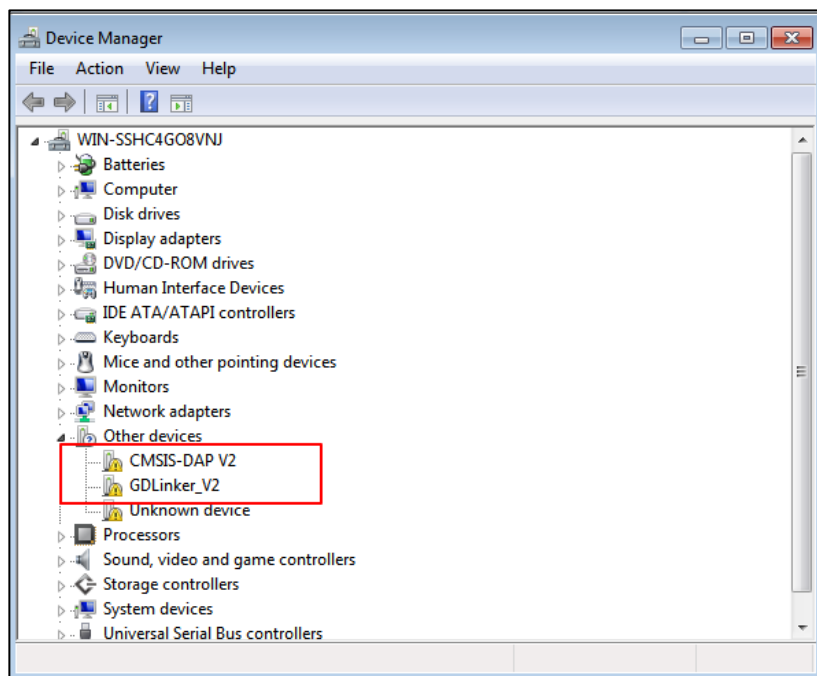 Device Manager
File Action View Help
WIN-SSHC4GO8VNJ
Batteries
Computer
Disk drives
Display adapters
DVD/CD-ROM drives
Human Interface Devices
IDE ATA/ATAPI controllers
Keyboards
Mice and other pointing devices
Monitors
Network adapters
Other devices
CMSIS-DAP V2
GDLinker_V2
Unknown device
Processors
Sound, video and game controllers
Storage controllers
System devices
Universal Serial Bus controllers